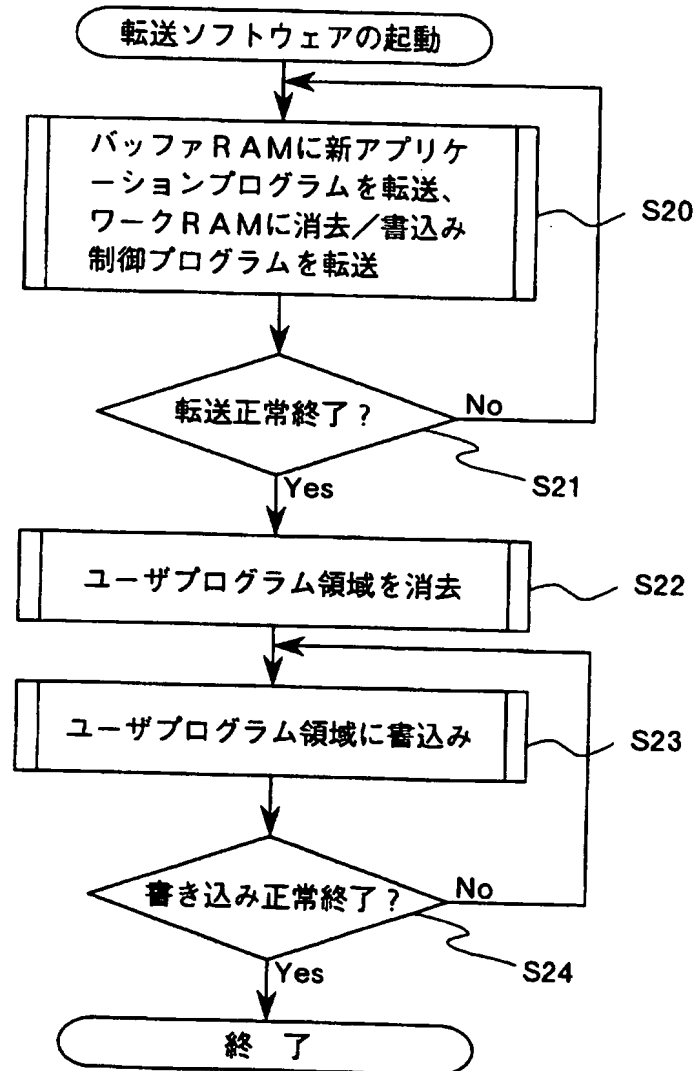 転送ソフトウェアの起動
バッファRAMに新アプリケ
ーションプログラムを転送、
ワークRAMに消去／書込み
制御プログラムを転送
S20
転送正常終了？
No
S21
Yes
ユーザプログラム領域を消去
S22
ユーザプログラム領域に書込み
S23
書き込み正常終了？
No
S24
Yes
終 了